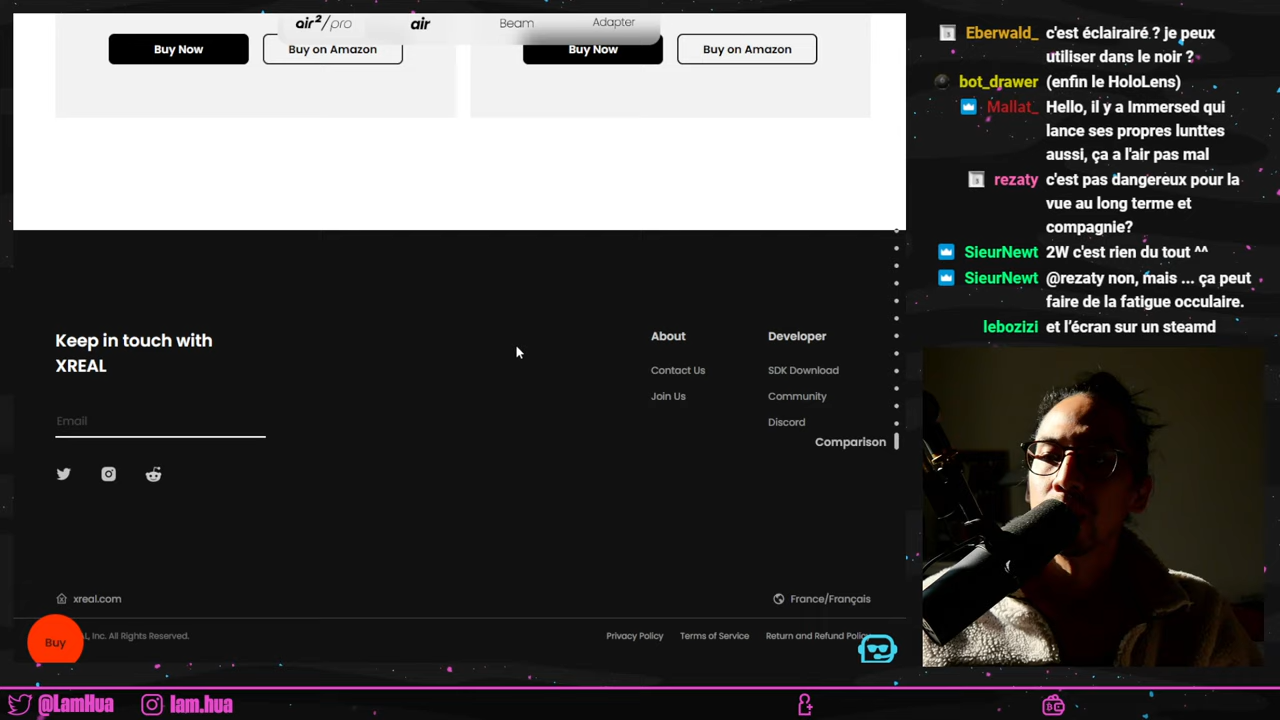 air²/pro
air
Beam
Adapter
Buy Now
Buy on Amazon
Buy Now
Buy on Amazon
Keep in touch with
XREAL
Email
About
Contact Us
Join Us
Developer
SDK Download
Community
Discord
Comparison
xreal.com
France/Français
Buy
, Inc. All Rights Reserved.
Privacy Policy
Terms of Service
Return and Refund Policy
Eberwald_ c'est éclairairé ? je peux
utiliser dans le noir ?
bot_drawer (enfin le HoloLens)
Mallat_ Hello, il y a Immersed qui
lance ses propres lunttes
aussi, ça a l'air pas mal
rezaty c'est pas dangereux pour la
vue au long terme et
compagnie?
SieurNewt 2W c'est rien du tout ^^
SieurNewt @rezaty non, mais ... ça peut
faire de la fatigue occulaire.
lebozizi et l'écran sur un steamd
@LamHua
lam.hua